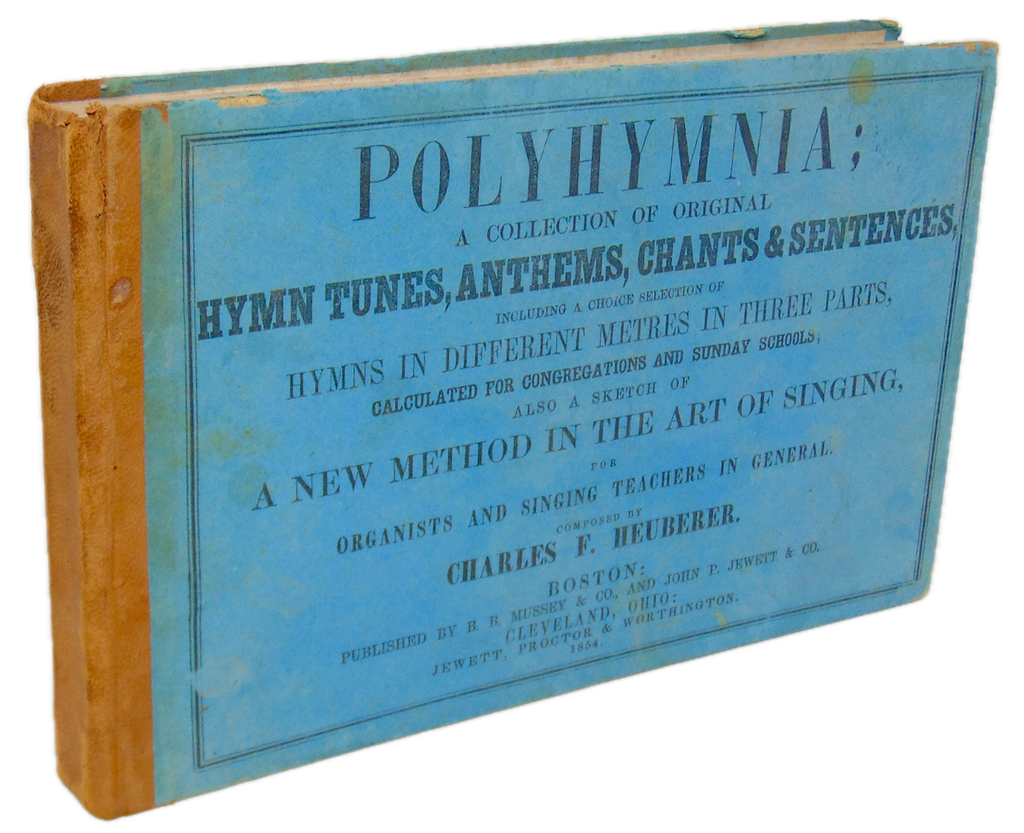 POLYHYMNIA;
A COLLECTION OF ORIGINAL
HYMN TUNES, ANTHEMS, CHANTS & SENTENCES,
INCLUDING A CHOICE SELECTION OF
HYMNS IN DIFFERENT METRES IN THREE PARTS,
CALCULATED FOR CONGREGATIONS AND SUNDAY SCHOOLS;
ALSO A SKETCH OF
A NEW METHOD IN THE ART OF SINGING,
FOR
ORGANISTS AND SINGING TEACHERS IN GENERAL.
COMPOSED BY
CHARLES F. HEUBERER.
BOSTON:
PUBLISHED BY B. B. MUSSEY & CO., AND JOHN P. JEWETT & CO.
CLEVELAND, OHIO:
JEWETT, PROCTOR & WORTHINGTON.
1854.